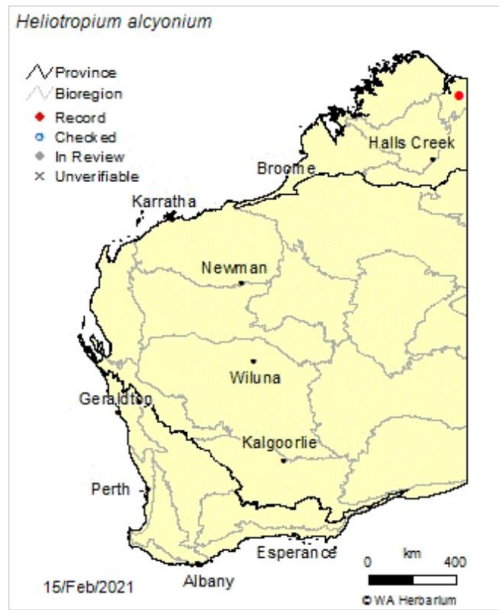 Heliotropium alcyonium
Province
Bioregion
Record
Checked
In Review
Unverifiable
Halls Creek
Broome
Karratha
Newman
Wiluna
Geraldton
Kalgoorlie
Perth
Esperance
Albany
0 km 400
15/Feb/2021
© WA Herbarium